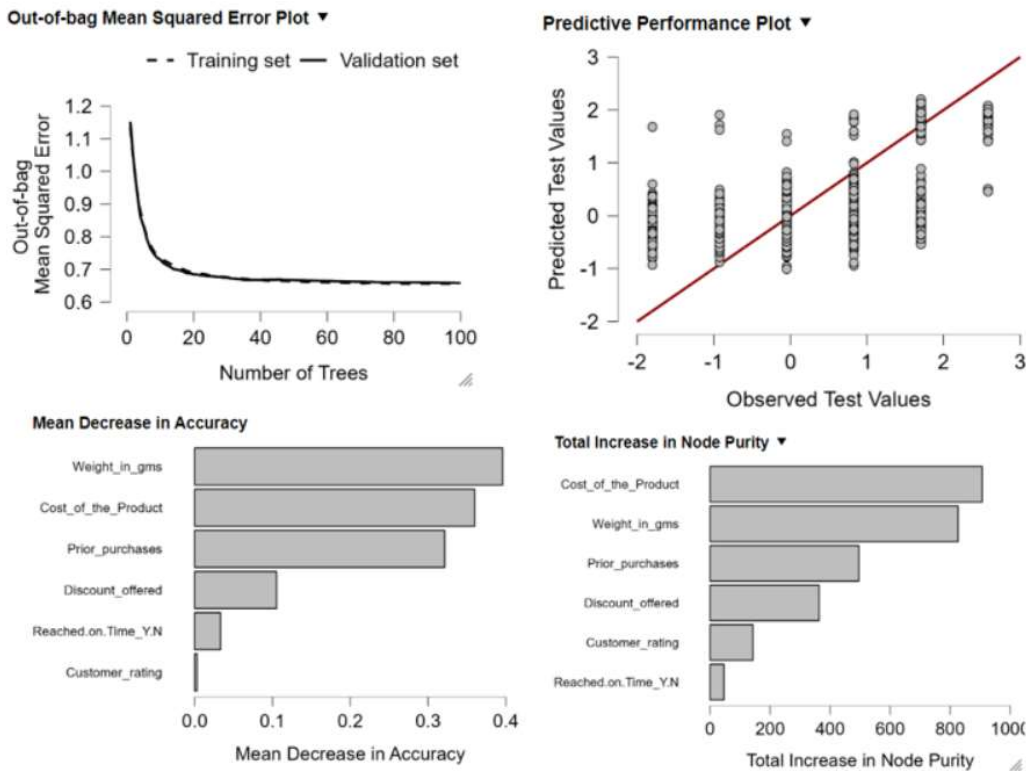 Out-of-bag Mean Squared Error Plot ▼
Training set
Validation set
Out-of-bag
Mean Squared Error
1.2
1.1
1.0
0.9
0.8
0.7
0.6
0 20 40 60 80 100
Number of Trees
Predictive Performance Plot ▼
Predicted Test Values
3
2
1
0
-1
-2
-2 -1 0 1 2 3
Observed Test Values
Mean Decrease in Accuracy
Weight_in_gms
Cost_of_the_Product
Prior_purchases
Discount_offered
Reached.on.Time_Y.N
Customer_rating
0.0 0.1 0.2 0.3 0.4
Mean Decrease in Accuracy
Total Increase in Node Purity ▼
Cost_of_the_Product
Weight_in_gms
Prior_purchases
Discount_offered
Customer_rating
Reached.on.Time_Y.N
0 200 400 600 800 100
Total Increase in Node Purity